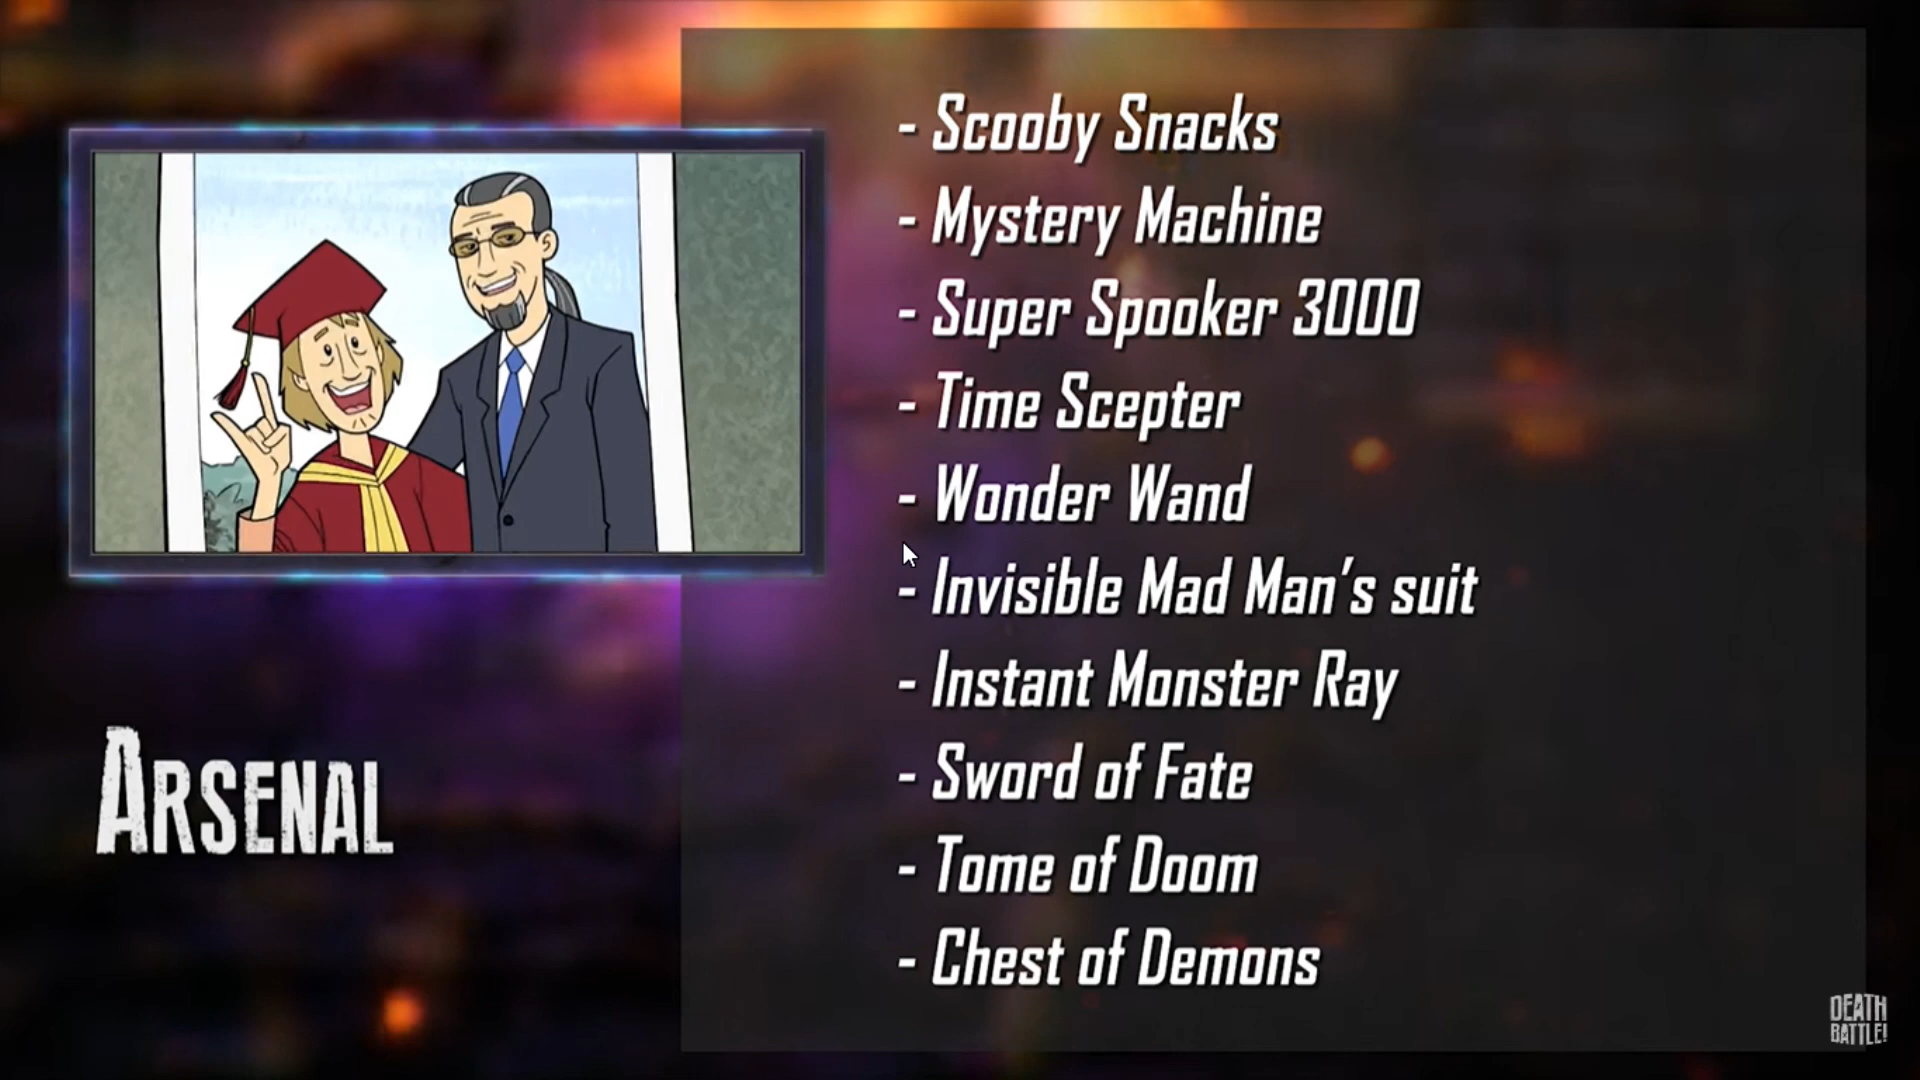 - Scooby Snacks
- Mystery Machine
- Super Spooker 3000
- Time Scepter
- Wonder Wand
- Invisible Mad Man's suit
- Instant Monster Ray
- Sword of Fate
- Tome of Doom
- Chest of Demons
Arsenal
DEATH
BATTLE!